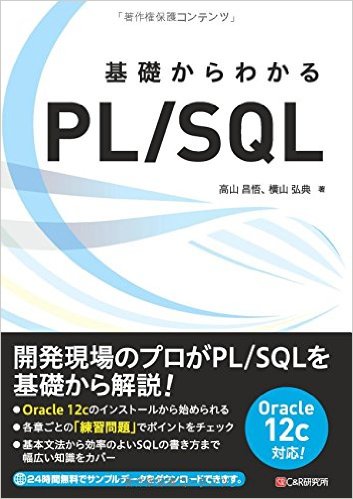 「著作権保護コンテンツ」
基礎からわかる
PL/SQL
高山 昌悟、横山 弘典 著
開発現場のプロがPL/SQLを
基礎から解説!
●Oracle 12cのインストールから始められる
●各章ごとの「練習問題」でポイントをチェック
●基本文法から効率のよいSQLの書き方まで
幅広い知識をカバー
Oracle
12c
対応!
24時間無料でサンプルデータをダウンロードできます。
C&R研究所